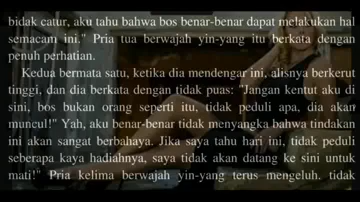 bidak catur, aku tahu bahwa bos benar-benar dapat melakukan hal
semacam ini." Pria tua berwajah yin-yang itu berkata dengan
penuh perhatian.
Kedua bermata satu, ketika dia mendengar ini, alisnya berkerut
tinggi, dan dia berkata dengan tidak puas: "Jangan kentut aku di
sini, bos bukan orang seperti itu, tidak peduli apa, dia akan
muncul!" Yah, aku benar-benar tidak menyangka bahwa tindakan
ini akan sangat berbahaya. Jika saya tahu hari ini, tidak peduli
seberapa kaya hadiahnya, saya tidak akan datang ke sini untuk
mati!" Pria kelima berwajah yin-yang terus mengeluh. tidak